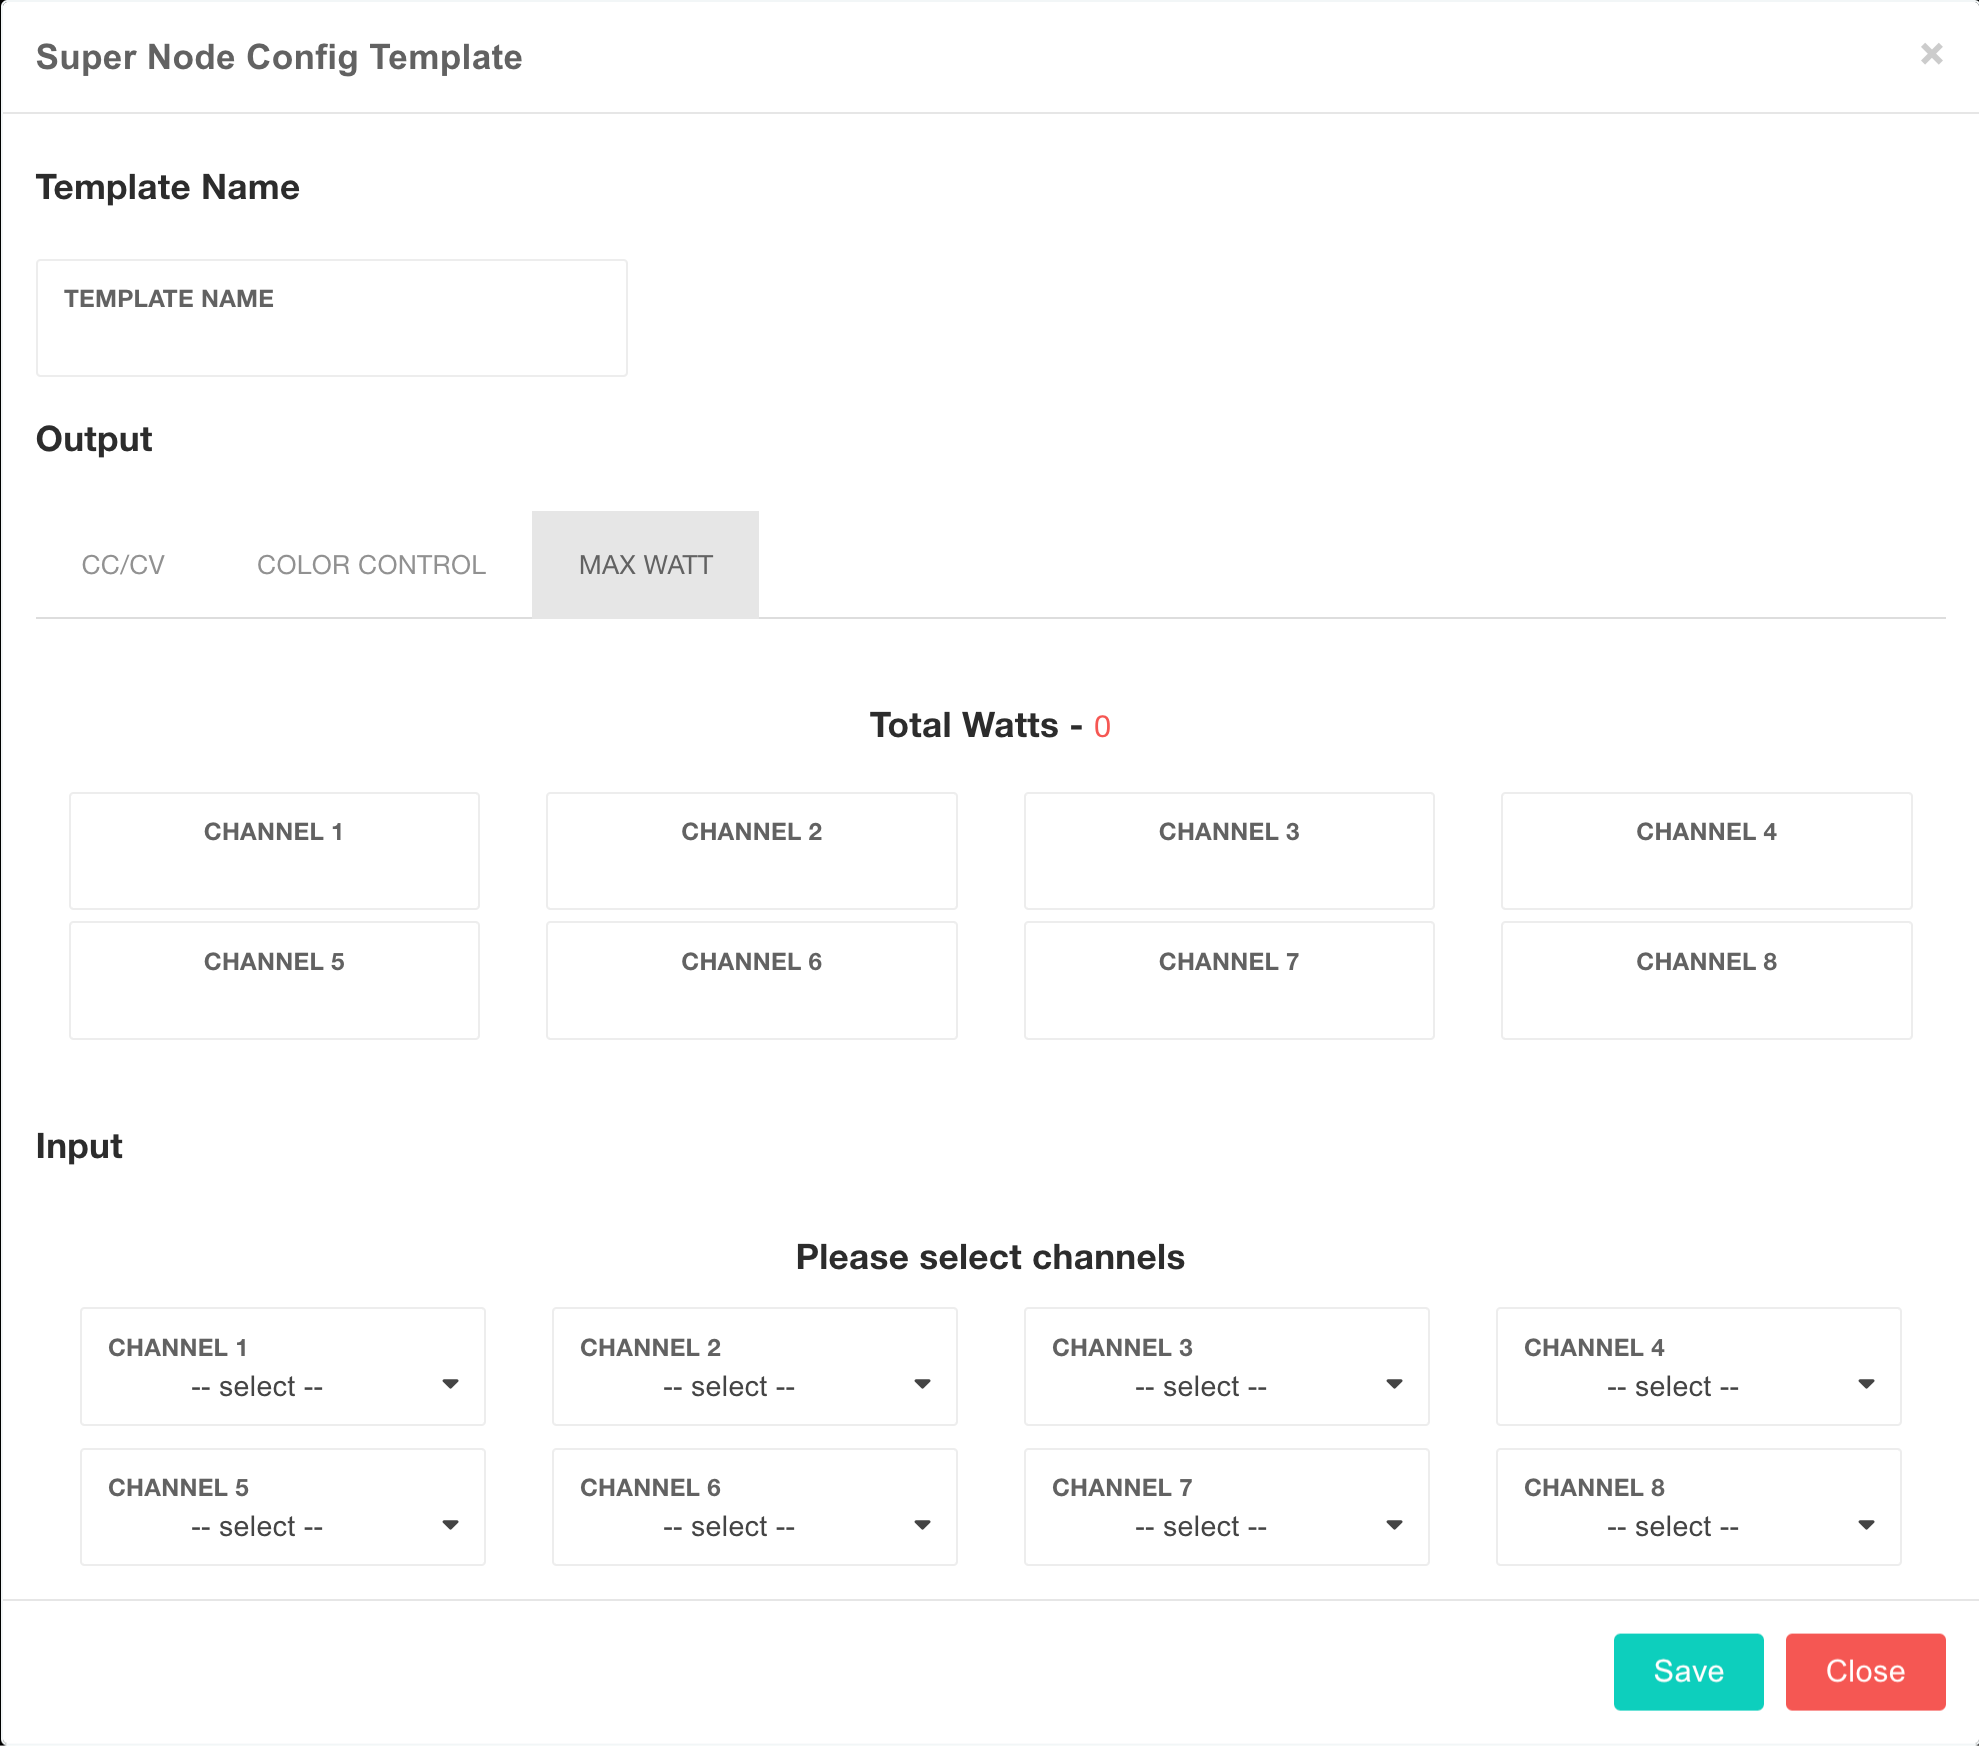 Super Node Config Template ×
Template Name
TEMPLATE NAME
Output
CC/CV COLOR CONTROL MAX WATT
Total Watts - 0
CHANNEL 1 CHANNEL 2 CHANNEL 3 CHANNEL 4
CHANNEL 5 CHANNEL 6 CHANNEL 7 CHANNEL 8
Input
Please select channels
CHANNEL 1 CHANNEL 2 CHANNEL 3 CHANNEL 4
-- select -- -- select -- -- select -- -- select --
CHANNEL 5 CHANNEL 6 CHANNEL 7 CHANNEL 8
-- select -- -- select -- -- select -- -- select --
Save Close